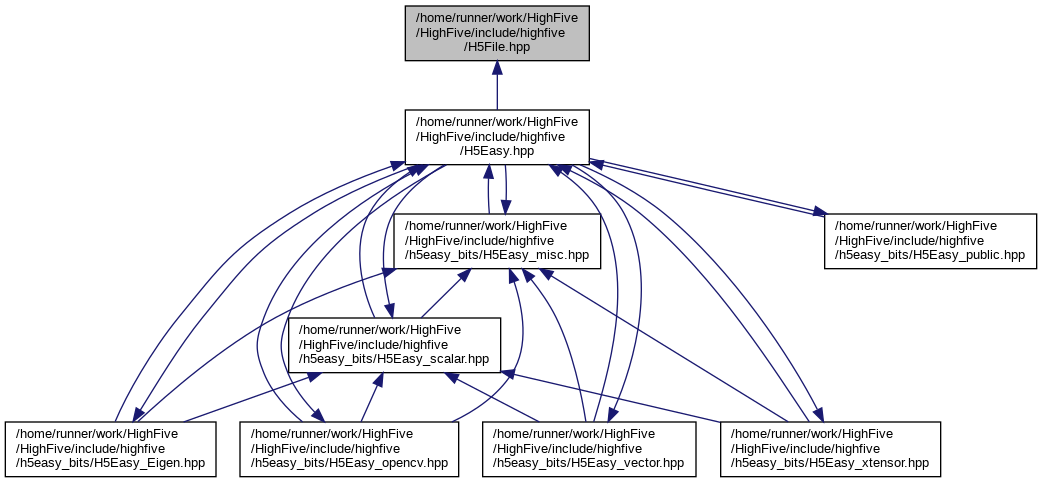 /home/runner/work/HighFive
/HighFive/include/highfive
/H5File.hpp
/home/runner/work/HighFive
/HighFive/include/highfive
/H5Easy.hpp
/home/runner/work/HighFive
/HighFive/include/highfive
/h5easy_bits/H5Easy_misc.hpp
/home/runner/work/HighFive
/HighFive/include/highfive
/h5easy_bits/H5Easy_public.hpp
/home/runner/work/HighFive
/HighFive/include/highfive
/h5easy_bits/H5Easy_scalar.hpp
/home/runner/work/HighFive
/HighFive/include/highfive
/h5easy_bits/H5Easy_Eigen.hpp
/home/runner/work/HighFive
/HighFive/include/highfive
/h5easy_bits/H5Easy_opencv.hpp
/home/runner/work/HighFive
/HighFive/include/highfive
/h5easy_bits/H5Easy_vector.hpp
/home/runner/work/HighFive
/HighFive/include/highfive
/h5easy_bits/H5Easy_xtensor.hpp